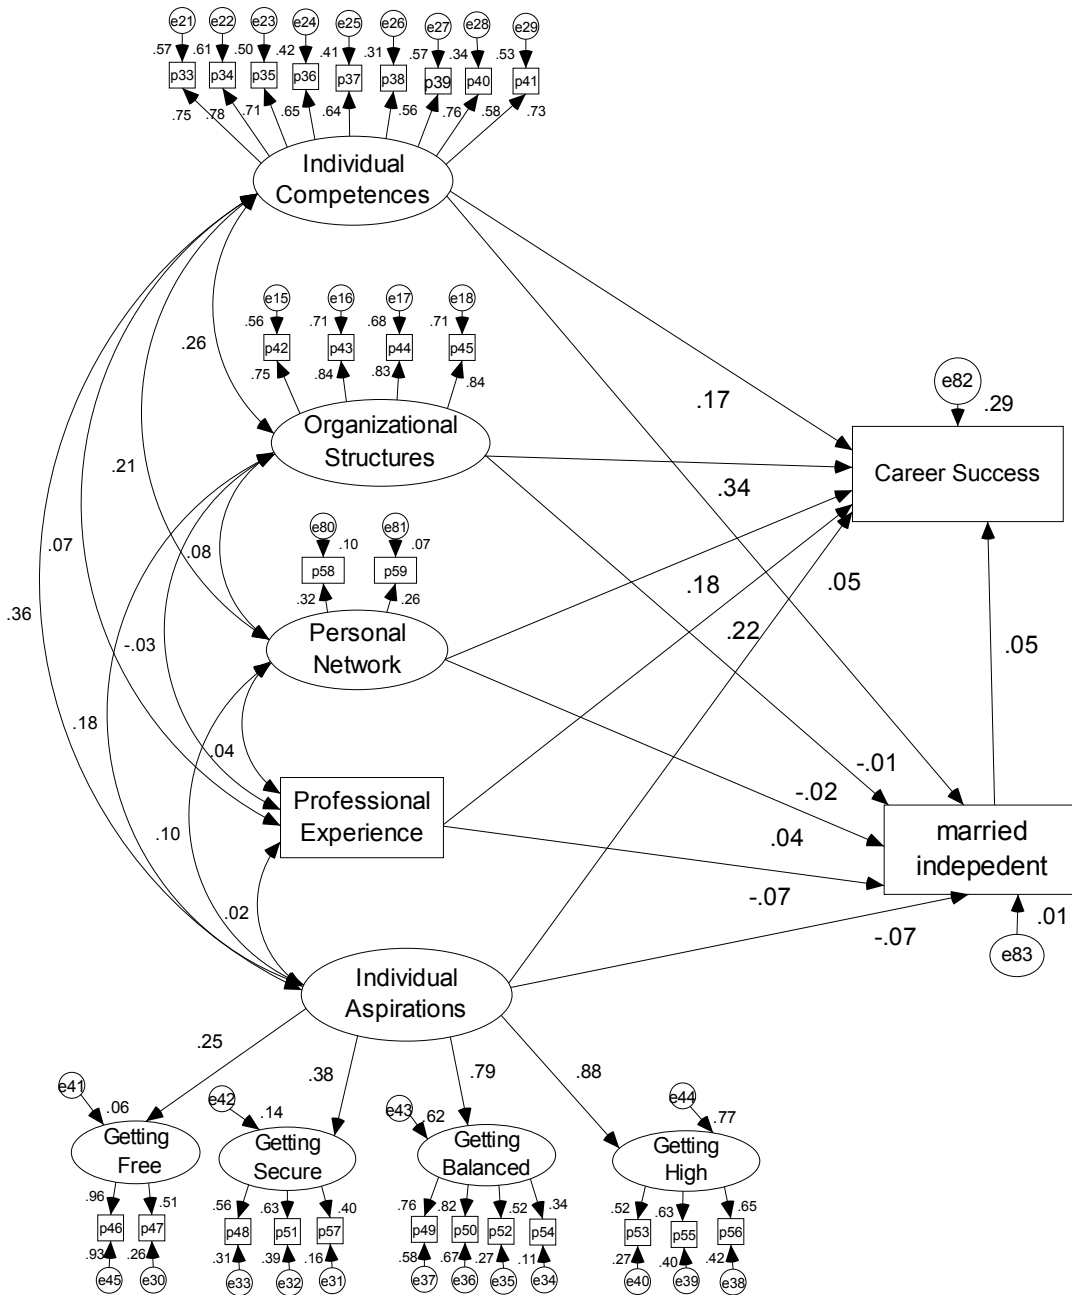 e21 e22 e23 e24 e25 e26 e27 e28 e29
.57 .61 .50 .42 .41 .31 .57 .34 .53
p33 p34 p35 p36 p37 p38 p39 p40 p41
.75 .78 .71 .65 .64 .56 .76 .58 .73
Individual
Competences
e15 e16 e17 e18
.56 .71 .68 .71
p42 p43 p44 p45
.75 .84 .83 .84
.26
Organizational
Structures
.17
e82
.29
Career Success
.34
.21
.07
.08
.36
e80 e81
.10 .07
p58 p59
.32 .26
Personal
Network
.18
.05
.22
-.03
.05
.18
.04
Professional
Experience
-.01
-.02
.04
married
indepedent
.10
-.07
.01
.02
-.07
e83
Individual
Aspirations
.25
.38
.79
.88
e41
.06
e42
.14
e43
.62
e44
.77
Getting
Free
Getting
Secure
Getting
Balanced
Getting
High
.96 .51 .56 .63 .40 .76 .82 .52 .34 .52 .63 .65
p46 p47 p48 p51 p57 p49 p50 p52 p54 p53 p55 p56
.93 .26 .31 .39 .16 .58 .67 .27 .11 .27 .40 .42
e45 e30 e33 e32 e31 e37 e36 e35 e34 e40 e39 e38